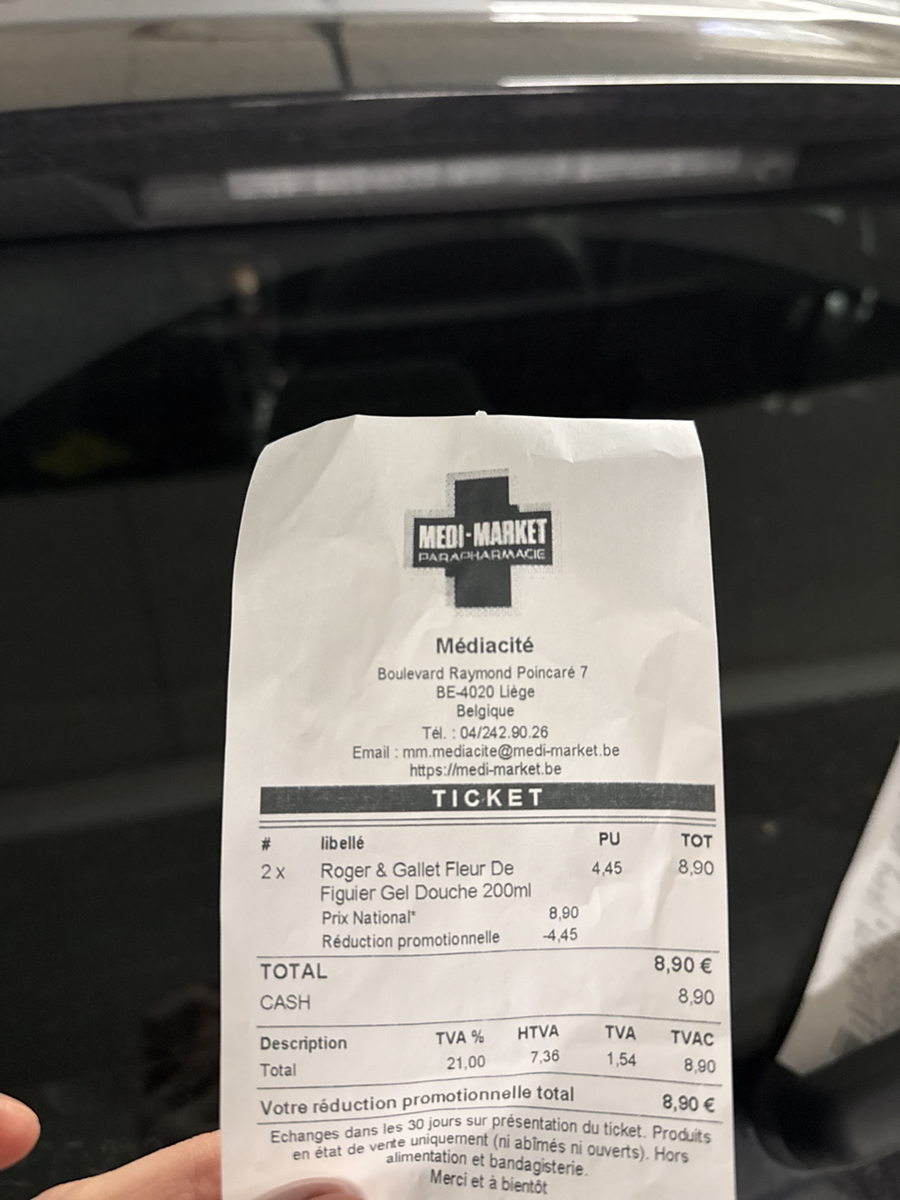 MEDI-MARKET
PARAPHARMACIE
Médiacité
Boulevard Raymond Poincaré 7
BE-4020 Liège
Belgique
Tél. : 04/242.90.26
Email : mm.mediacite@medi-market.be
https://medi-market.be
TICKET
# libellé PU TOT
2 x Roger & Gallet Fleur De 4,45 8,90
Figuier Gel Douche 200ml
Prix National* 8,90
Réduction promotionnelle -4,45
TOTAL 8,90 €
CASH 8,90
Description TVA % HTVA TVA TVAC
Total 21,00 7,36 1,54 8,90
Votre réduction promotionnelle total 8,90 €
Echanges dans les 30 jours sur présentation du ticket. Produits
en état de vente uniquement (ni abîmés ni ouverts). Hors
alimentation et bandagisterie.
Merci et à bientôt